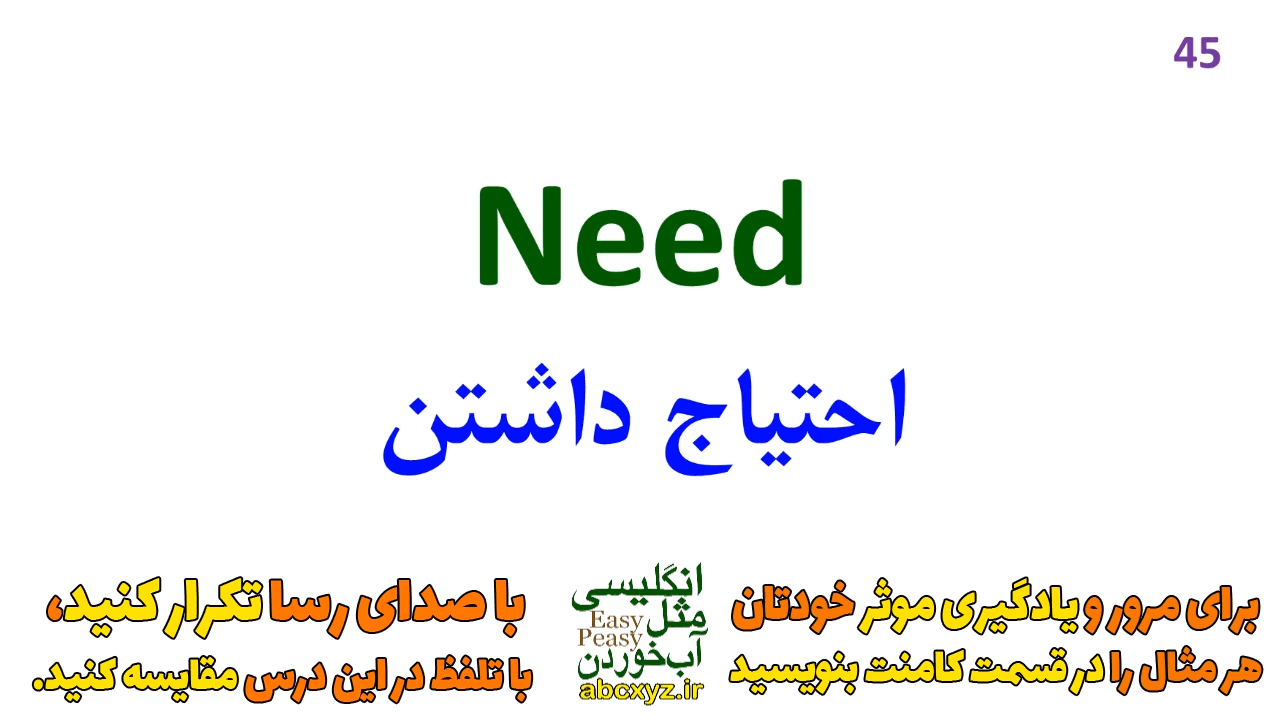 45
Need
احتیاج داشتن
برای مرور و یادگیری موثر خودتان
هر مثال را در قسمت کامنت بنویسید
انگلیسی
Easy
مثل
Peasy
آب خوردن
abcxyz.ir
با صدای رسا تکرار کنید،
با تلفظ در این درس مقایسه کنید.